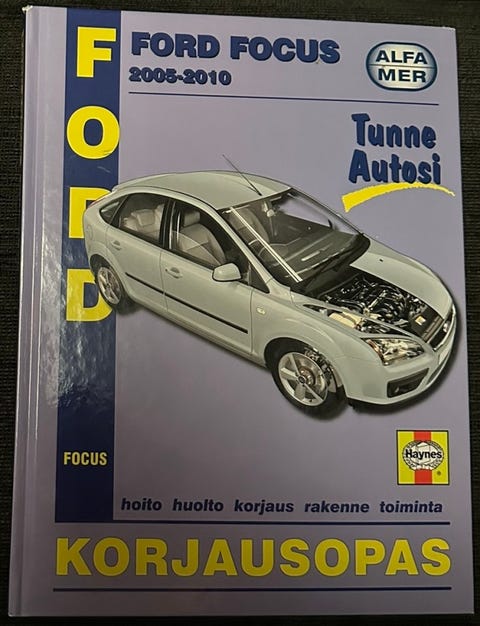 FORD
FORD FOCUS
2005-2010
ALFA
MER
Tunne
Autosi
FOCUS
Haynes
®
hoito huolto korjaus rakenne toiminta
KORJAUSOPAS